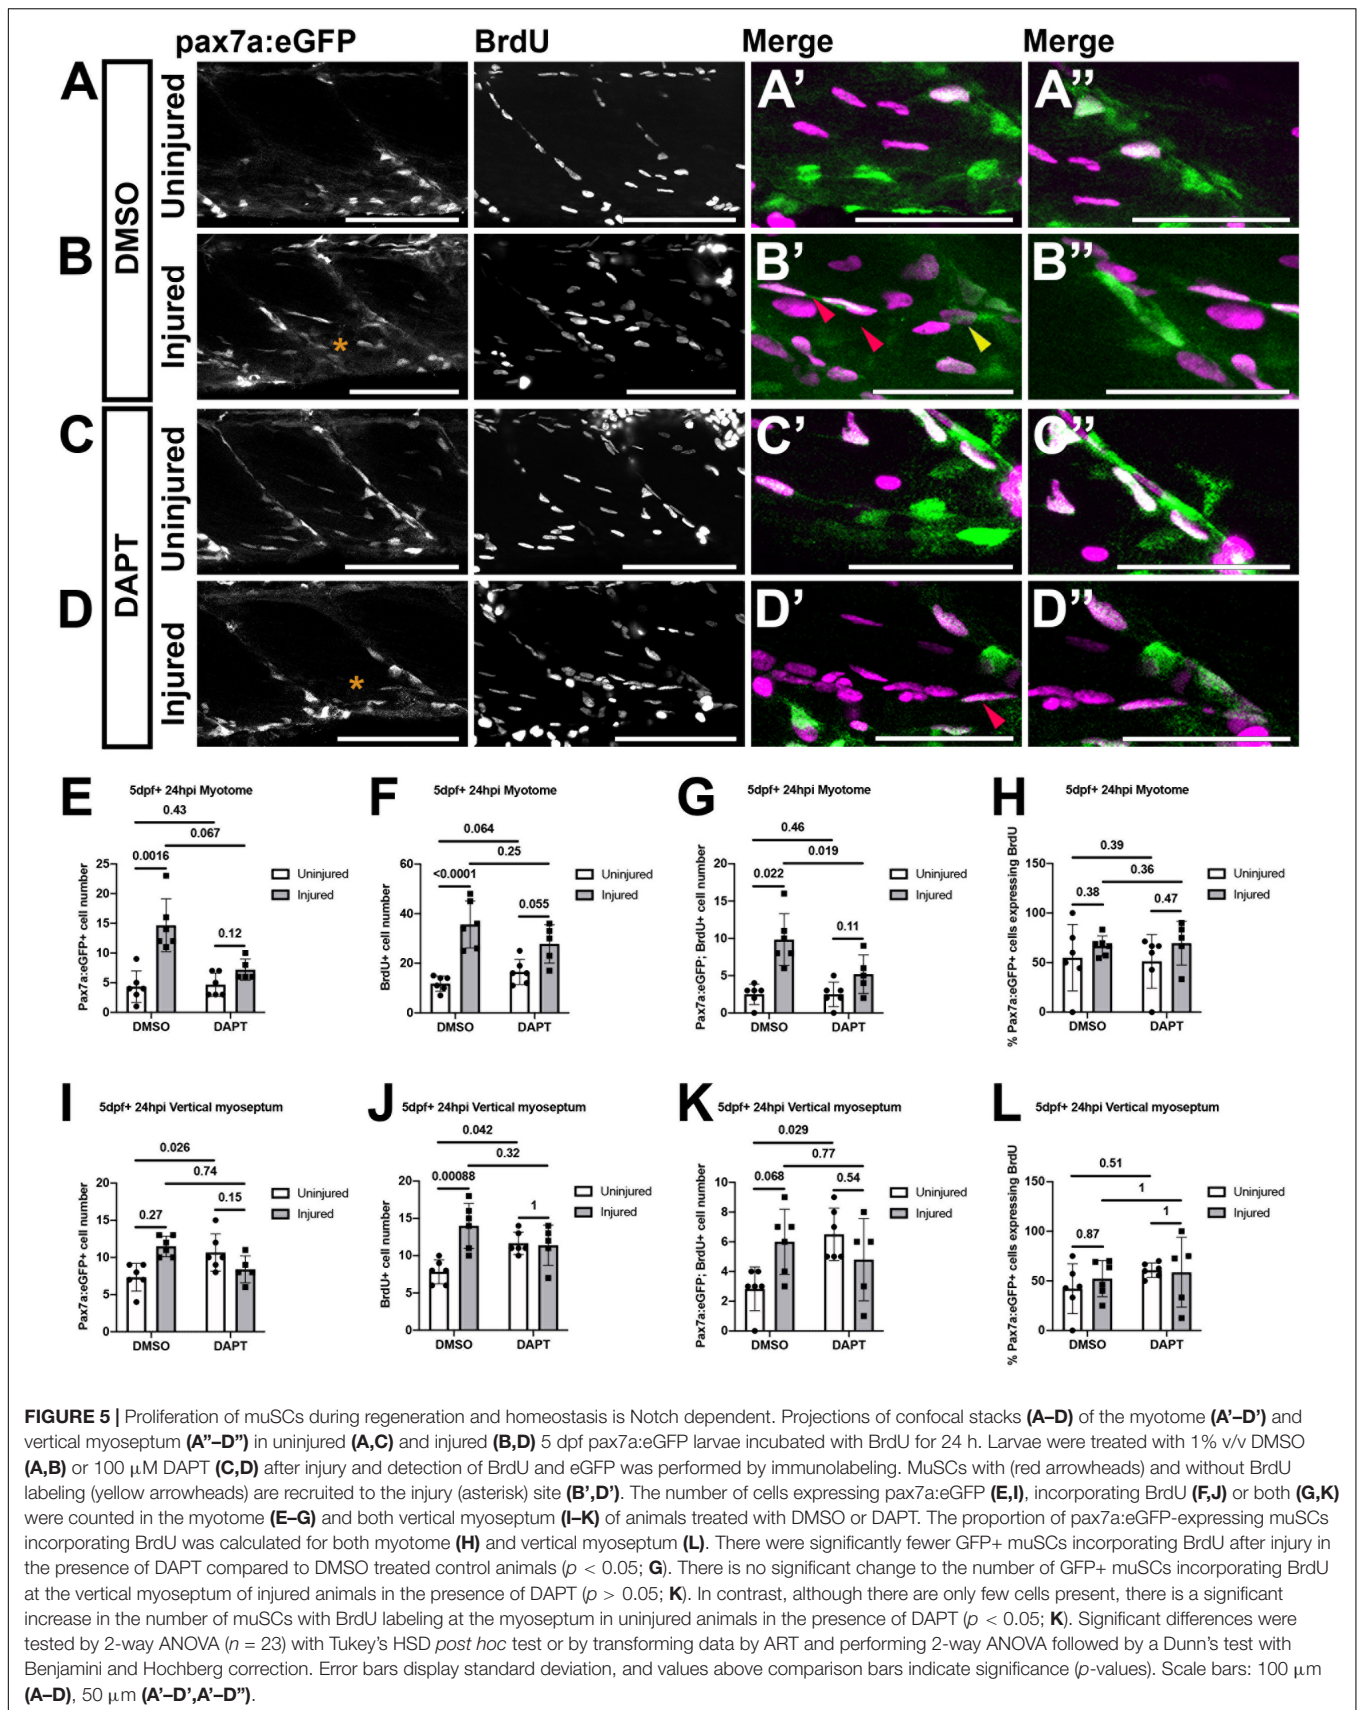 pax7a:eGFP BrdU Merge Merge
A DMSO Uninjured A’ A”
B Injured B’ B”
*
C DAPT Uninjured C’ C”
D Injured D’ D”
*
E 5dpf+ 24hpi Myotome
0.43
0.067
0.0016
0.12
Pax7a:eGFP+ cell number
25
20
15
10
5
0
DMSO DAPT
Uninjured
Injured
F 5dpf+ 24hpi Myotome
0.064
0.25
<0.0001
0.055
BrdU+ cell number
60
40
20
0
DMSO DAPT
Uninjured
Injured
G 5dpf+ 24hpi Myotome
0.46
0.019
0.022
0.11
Pax7a:eGFP; BrdU+ cell number
20
15
10
5
0
DMSO DAPT
Uninjured
Injured
H 5dpf+ 24hpi Myotome
0.39
0.36
0.38
0.47
% Pax7a:eGFP+ cells expressing BrdU
150
100
50
0
DMSO DAPT
Uninjured
Injured
I 5dpf+ 24hpi Vertical myoseptum
0.026
0.74
0.27
0.15
Pax7a:eGFP+ cell number
20
15
10
5
0
DMSO DAPT
Uninjured
Injured
J 5dpf+ 24hpi Vertical myoseptum
0.042
0.32
0.00088
1
BrdU+ cell number
20
15
10
5
0
DMSO DAPT
Uninjured
Injured
K 5dpf+ 24hpi Vertical myoseptum
0.029
0.77
0.068
0.54
Pax7a:eGFP; BrdU+ cell number
10
8
6
4
2
0
DMSO DAPT
Uninjured
Injured
L 5dpf+ 24hpi Vertical myoseptum
0.51
1
0.87
1
% Pax7a:eGFP+ cells expressing BrdU
150
100
50
0
DMSO DAPT
Uninjured
Injured
FIGURE 5 | Proliferation of muSCs during regeneration and homeostasis is Notch dependent. Projections of confocal stacks (A–D) of the myotome (A’–D’) and
vertical myoseptum (A”–D”) in uninjured (A,C) and injured (B,D) 5 dpf pax7a:eGFP larvae incubated with BrdU for 24 h. Larvae were treated with 1% v/v DMSO
(A,B) or 100 μM DAPT (C,D) after injury and detection of BrdU and eGFP was performed by immunolabeling. MuSCs with (red arrowheads) and without BrdU
labeling (yellow arrowheads) are recruited to the injury (asterisk) site (B’,D’). The number of cells expressing pax7a:eGFP (E,I), incorporating BrdU (F,J) or both (G,K)
were counted in the myotome (E–G) and both vertical myoseptum (I–K) of animals treated with DMSO or DAPT. The proportion of pax7a:eGFP-expressing muSCs
incorporating BrdU was calculated for both myotome (H) and vertical myoseptum (L). There were significantly fewer GFP+ muSCs incorporating BrdU after injury in
the presence of DAPT compared to DMSO treated control animals (p < 0.05; G). There is no significant change to the number of GFP+ muSCs incorporating BrdU
at the vertical myoseptum of injured animals in the presence of DAPT (p > 0.05; K). In contrast, although there are only few cells present, there is a significant
increase in the number of muSCs with BrdU labeling at the myoseptum in uninjured animals in the presence of DAPT (p < 0.05; K). Significant differences were
tested by 2-way ANOVA (n = 23) with Tukey’s HSD post hoc test or by transforming data by ART and performing 2-way ANOVA followed by a Dunn’s test with
Benjamini and Hochberg correction. Error bars display standard deviation, and values above comparison bars indicate significance (p-values). Scale bars: 100 μm
(A–D), 50 μm (A’–D’,A’–D”).